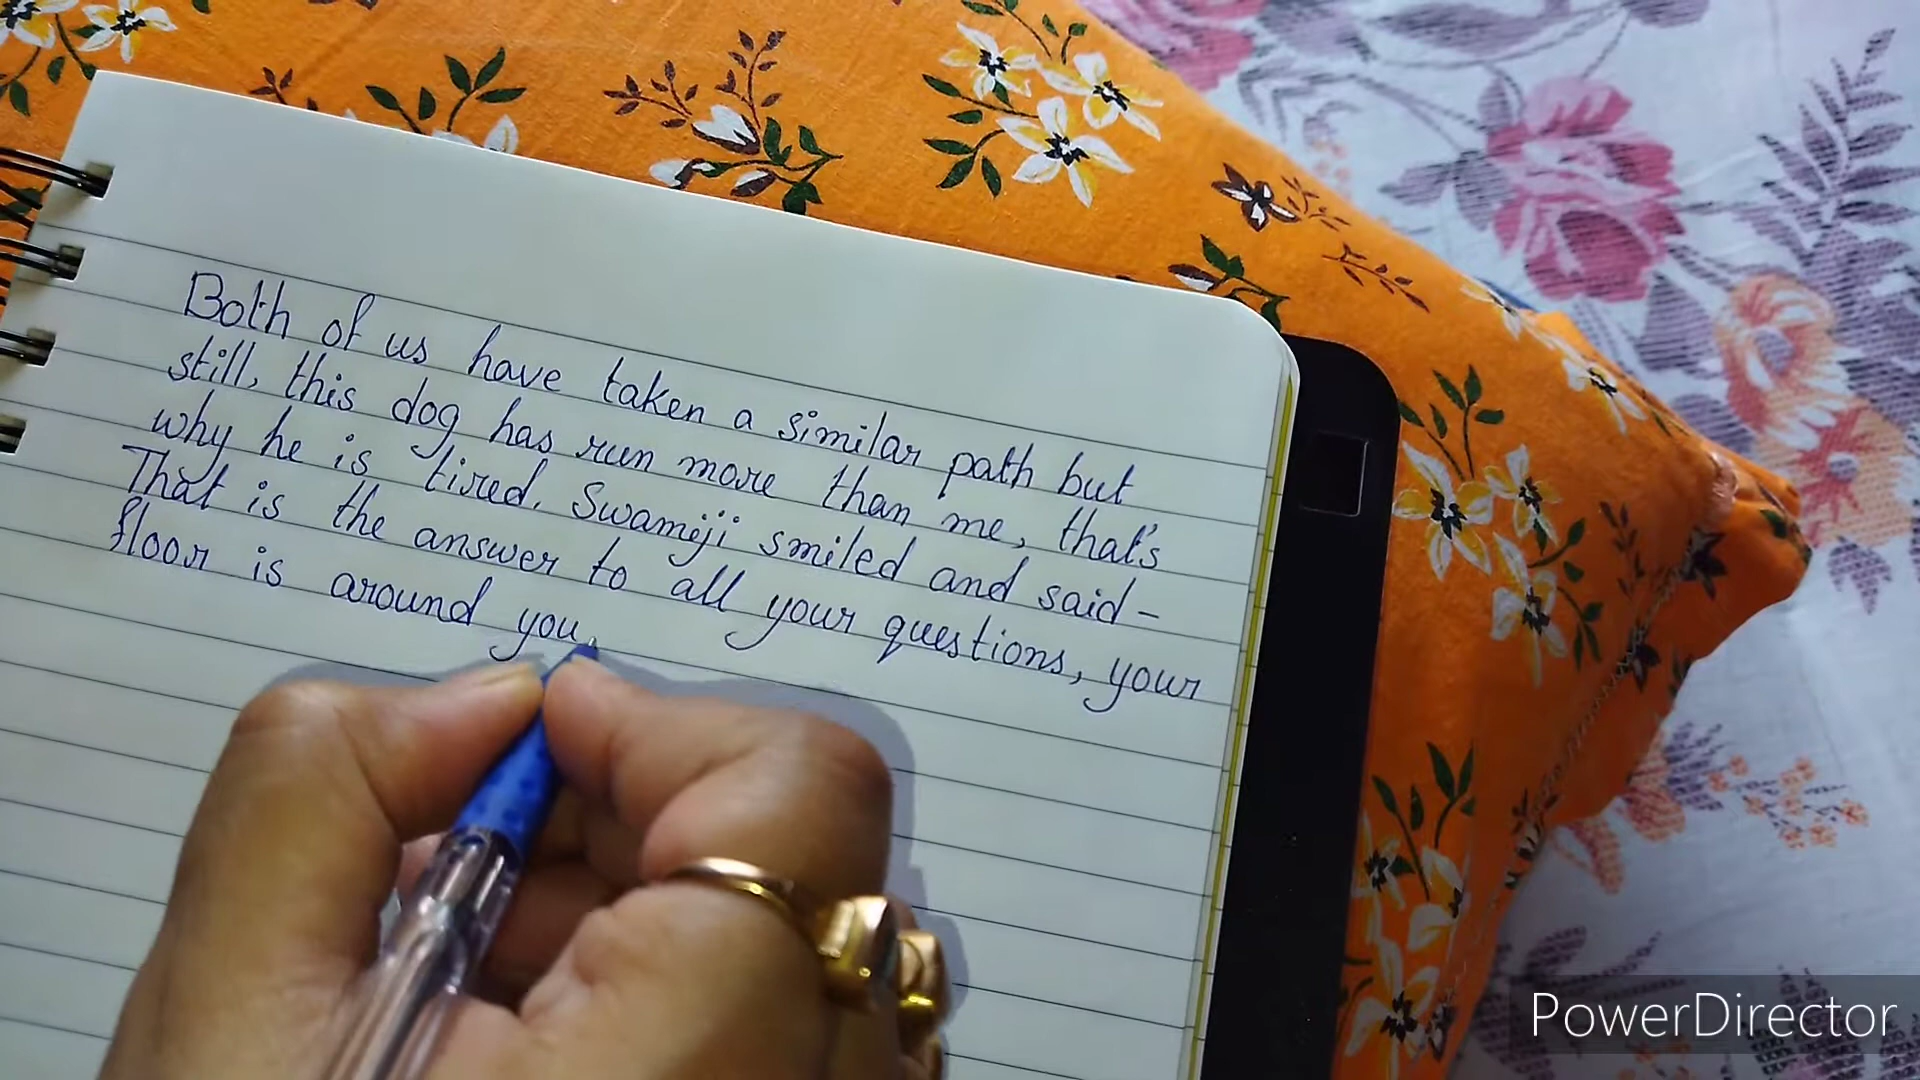 Both of us have taken a similar path but
still, this dog has run more than me, that's
why he is tired. Swamiji smiled and said-
That is the answer to all your questions, your
floor is around you.
PowerDirector